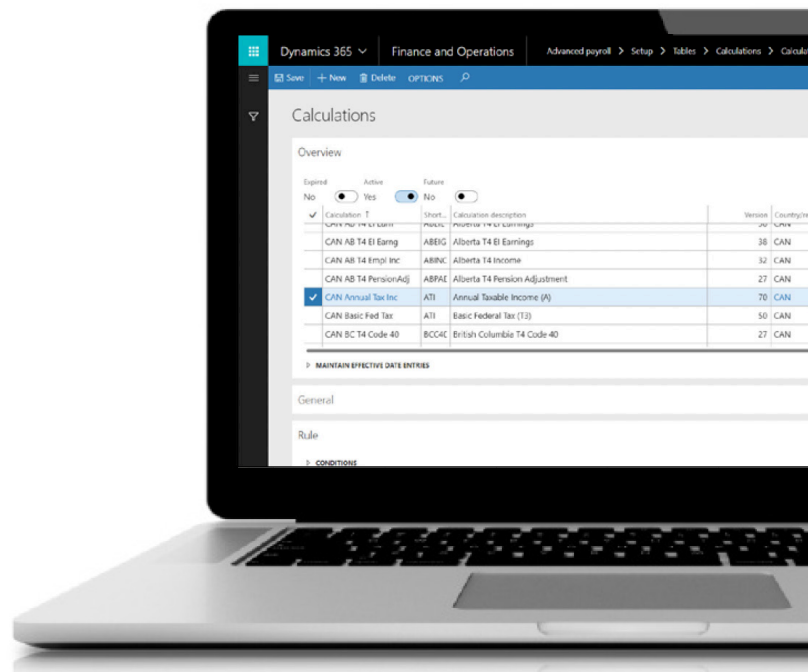 Dynamics 365 Finance and Operations Advanced payroll > Setup > Tables > Calculations >
Save + New Delete OPTIONS
Calculations
Overview
Expired Active Future
No Yes No
Calculation ↑ Short... Calculation description Version
CAN AB T4 EI Earng ABEIG Alberta T4 EI Earnings 38 CAN
CAN AB T4 Empl Inc ABINC Alberta T4 Income 32 CAN
CAN AB T4 PensionAdj Alberta T4 Pension Adjustment 27 CAN
CAN Annual Tax Inc ATI Annual Taxable Income (A) 70 CAN
CAN Basic Fed Tax ATI Basic Federal Tax (T3) 50 CAN
CAN BC T4 Code 40 British Columbia T4 Code 40 27 CAN
MAINTAIN EFFECTIVE DATE ENTRIES
General
Rule
CONDITIONS